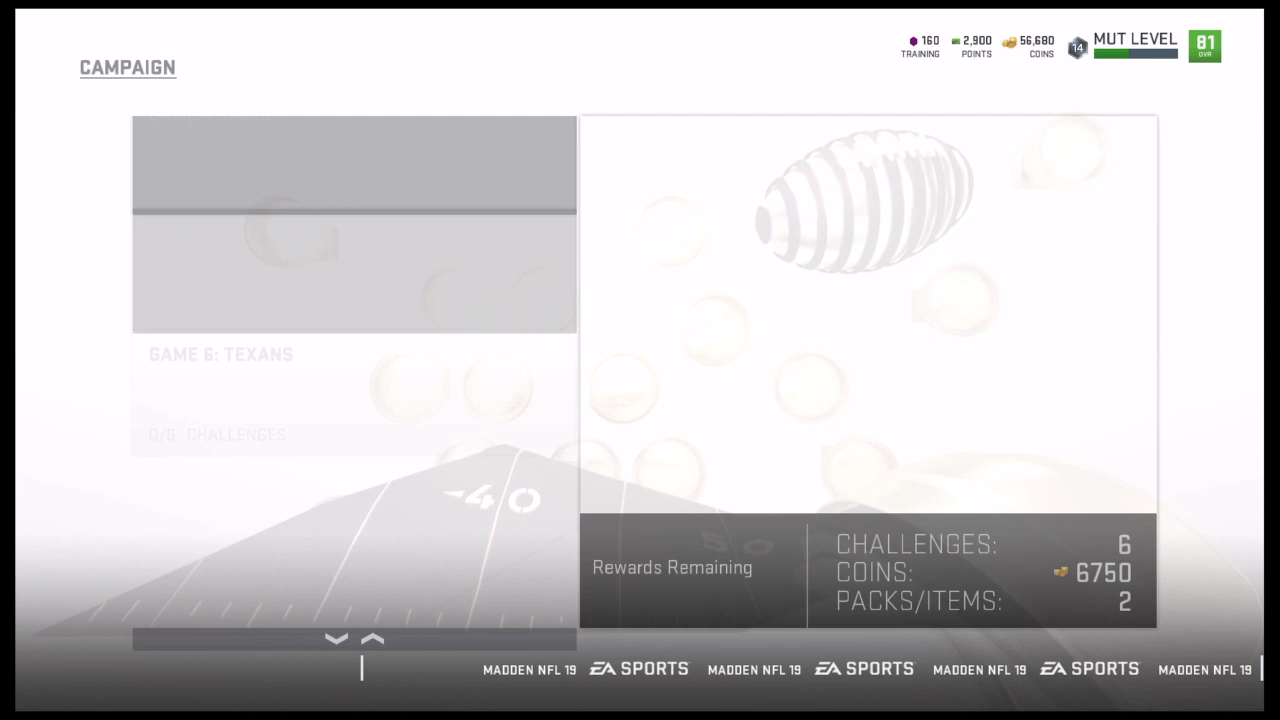 CAMPAIGN
160 TRAINING
2,900 POINTS
56,680 COINS
14
MUT LEVEL
81 OVR
GAME 6: TEXANS
0/6 CHALLENGES
-40
50
Rewards Remaining
CHALLENGES: 6
COINS: 6750
PACKS/ITEMS: 2
MADDEN NFL 19 EA SPORTS MADDEN NFL 19 EA SPORTS MADDEN NFL 19 EA SPORTS MADDEN NFL 19